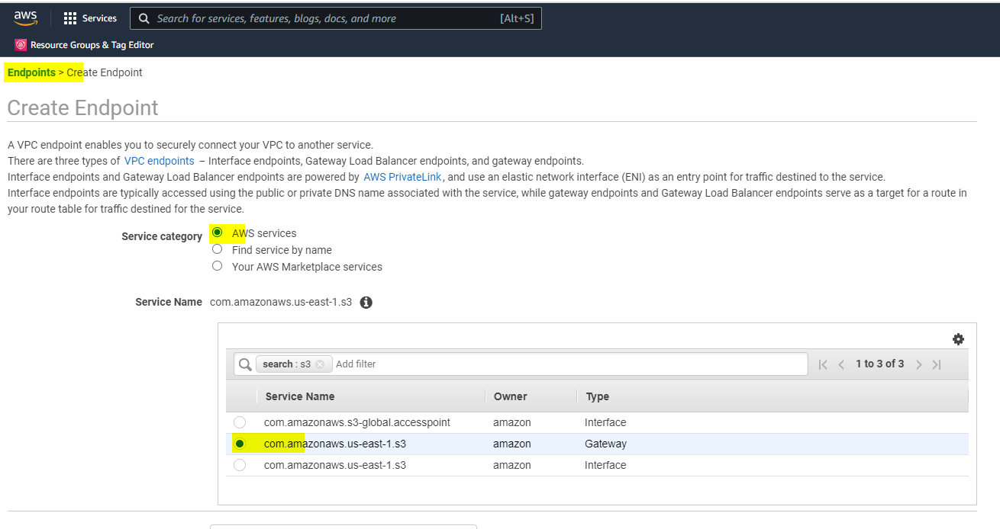 aws Services Search for services, features, blogs, docs, and more [Alt+S]
Resource Groups & Tag Editor
Endpoints > Create Endpoint
Create Endpoint
A VPC endpoint enables you to securely connect your VPC to another service.
There are three types of VPC endpoints – Interface endpoints, Gateway Load Balancer endpoints, and gateway endpoints.
Interface endpoints and Gateway Load Balancer endpoints are powered by AWS PrivateLink, and use an elastic network interface (ENI) as an entry point for traffic destined to the service.
Interface endpoints are typically accessed using the public or private DNS name associated with the service, while gateway endpoints and Gateway Load Balancer endpoints serve as a target for a route in
your route table for traffic destined for the service.
Service category AWS services
Find service by name
Your AWS Marketplace services
Service Name com.amazonaws.us-east-1.s3
search : s3 Add filter 1 to 3 of 3
Service Name Owner Type
com.amazonaws.s3-global.accesspoint amazon Interface
com.amazonaws.us-east-1.s3 amazon Gateway
com.amazonaws.us-east-1.s3 amazon Interface